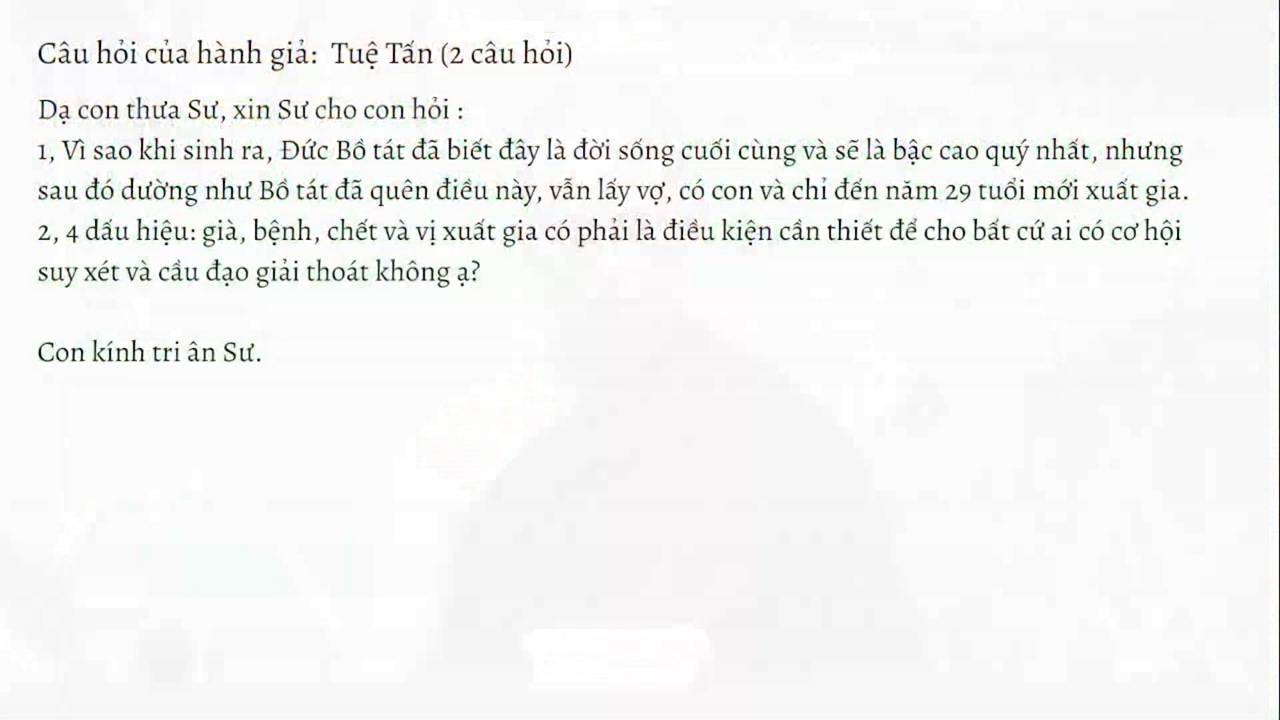 Câu hỏi của hành giả: Tuệ Tấn (2 câu hỏi)
Dạ con thưa Sư, xin Sư cho con hỏi :
1, Vì sao khi sinh ra, Đức Bồ tát đã biết đây là đời sống cuối cùng và sẽ là bậc cao quý nhất, nhưng
sau đó dường như Bồ tát đã quên điều này, vẫn lấy vợ, có con và chỉ đến năm 29 tuổi mới xuất gia.
2, 4 dấu hiệu: già, bệnh, chết và vị xuất gia có phải là điều kiện cần thiết để cho bất cứ ai có cơ hội
suy xét và cầu đạo giải thoát không ạ?
Con kính tri ân Sư.